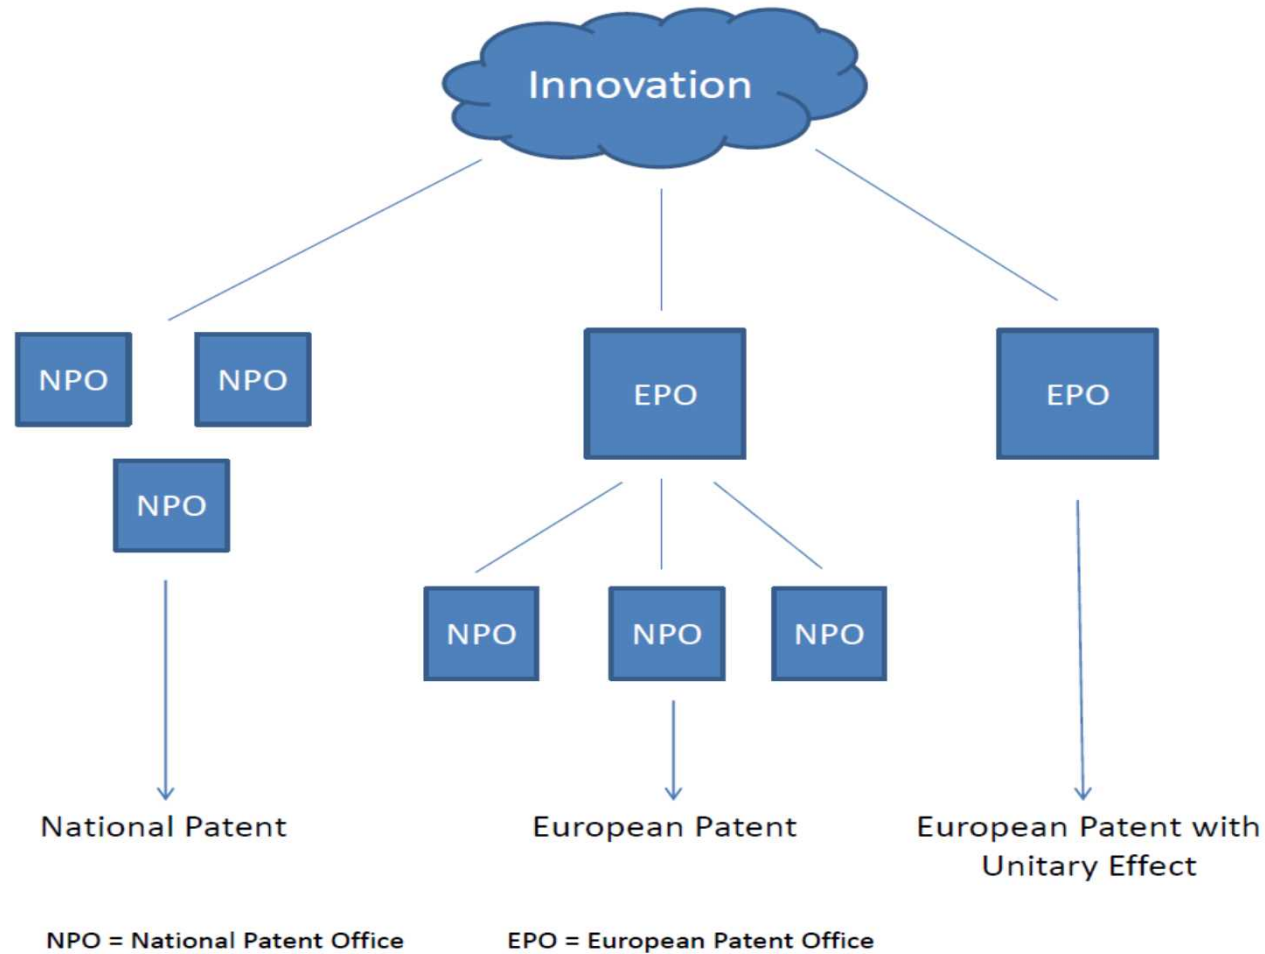 Innovation
NPO
NPO
NPO
EPO
EPO
NPO
NPO
NPO
National Patent
European Patent
European Patent with
Unitary Effect
NPO = National Patent Office
EPO = European Patent Office